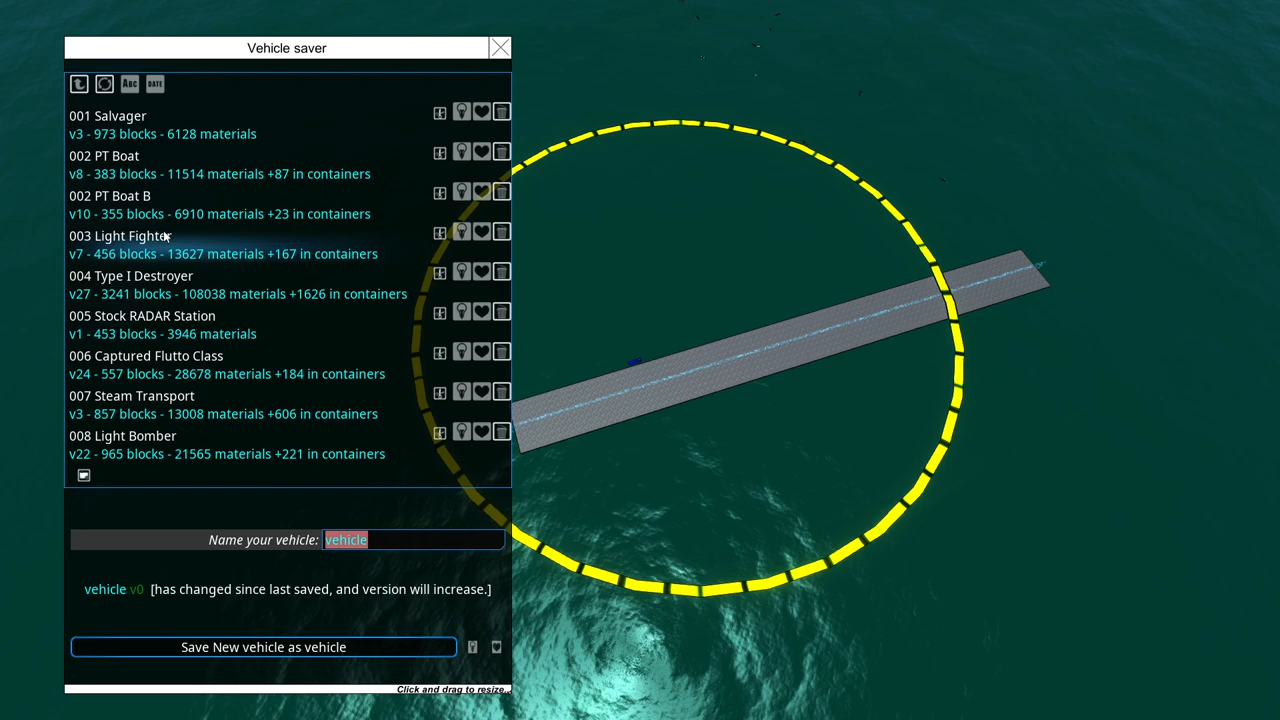 Vehicle saver
ABC DATE
001 Salvager
v3 - 973 blocks - 6128 materials
002 PT Boat
v8 - 383 blocks - 11514 materials +87 in containers
002 PT Boat B
v10 - 355 blocks - 6910 materials +23 in containers
003 Light Fighter
v7 - 456 blocks - 13627 materials +167 in containers
004 Type I Destroyer
v27 - 3241 blocks - 108038 materials +1626 in containers
005 Stock RADAR Station
v1 - 453 blocks - 3946 materials
006 Captured Flutto Class
v24 - 557 blocks - 28678 materials +184 in containers
007 Steam Transport
v3 - 857 blocks - 13008 materials +606 in containers
008 Light Bomber
v22 - 965 blocks - 21565 materials +221 in containers
Name your vehicle: vehicle
vehicle v0 [has changed since last saved, and version will increase.]
Save New vehicle as vehicle
Click and drag to resize..